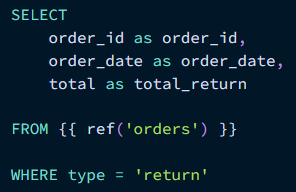 SELECT
    order_id as order_id,
    order_date as order_date,
    total as total_return
FROM {{ ref('orders') }}
WHERE type = 'return'